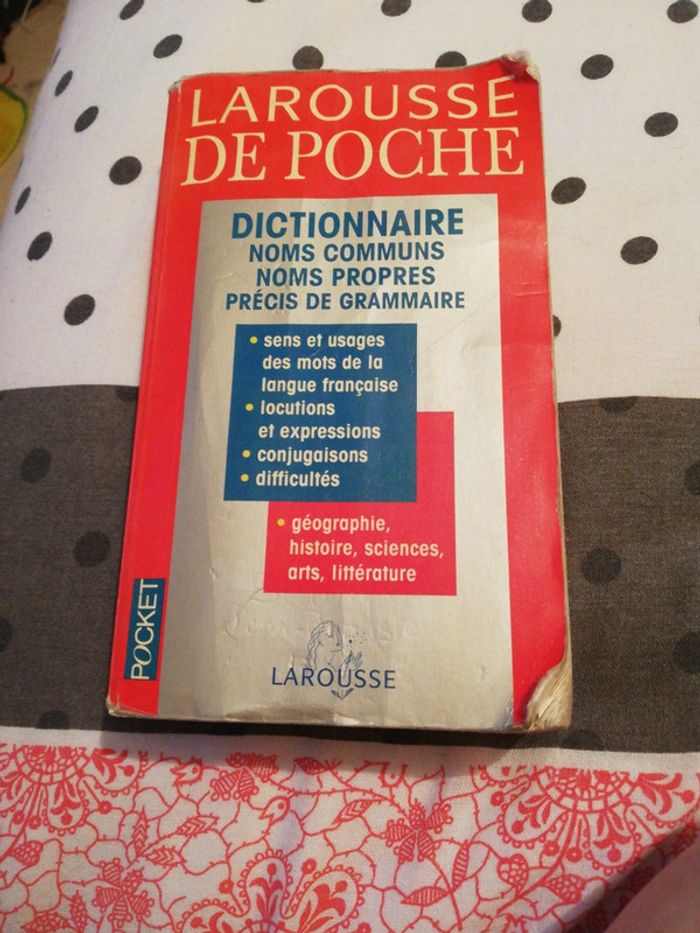 LAROUSSE
DE POCHE
DICTIONNAIRE
NOMS COMMUNS
NOMS PROPRES
PRÉCIS DE GRAMMAIRE
• sens et usages
des mots de la
langue française
• locutions
et expressions
• conjugaisons
• difficultés
• géographie,
histoire, sciences,
arts, littérature
POCKET
LAROUSSE